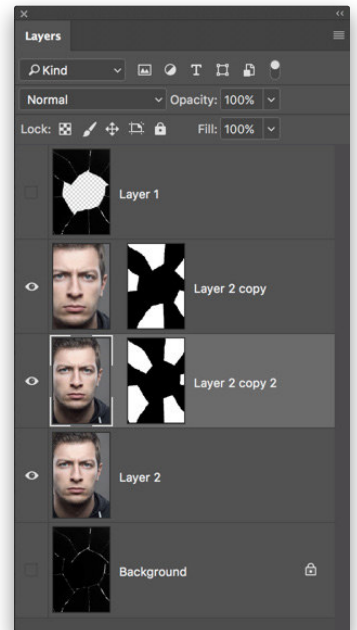 Layers
Kind
Normal Opacity: 100%
Lock: Fill: 100%
Layer 1
Layer 2 copy
Layer 2 copy 2
Layer 2
Background